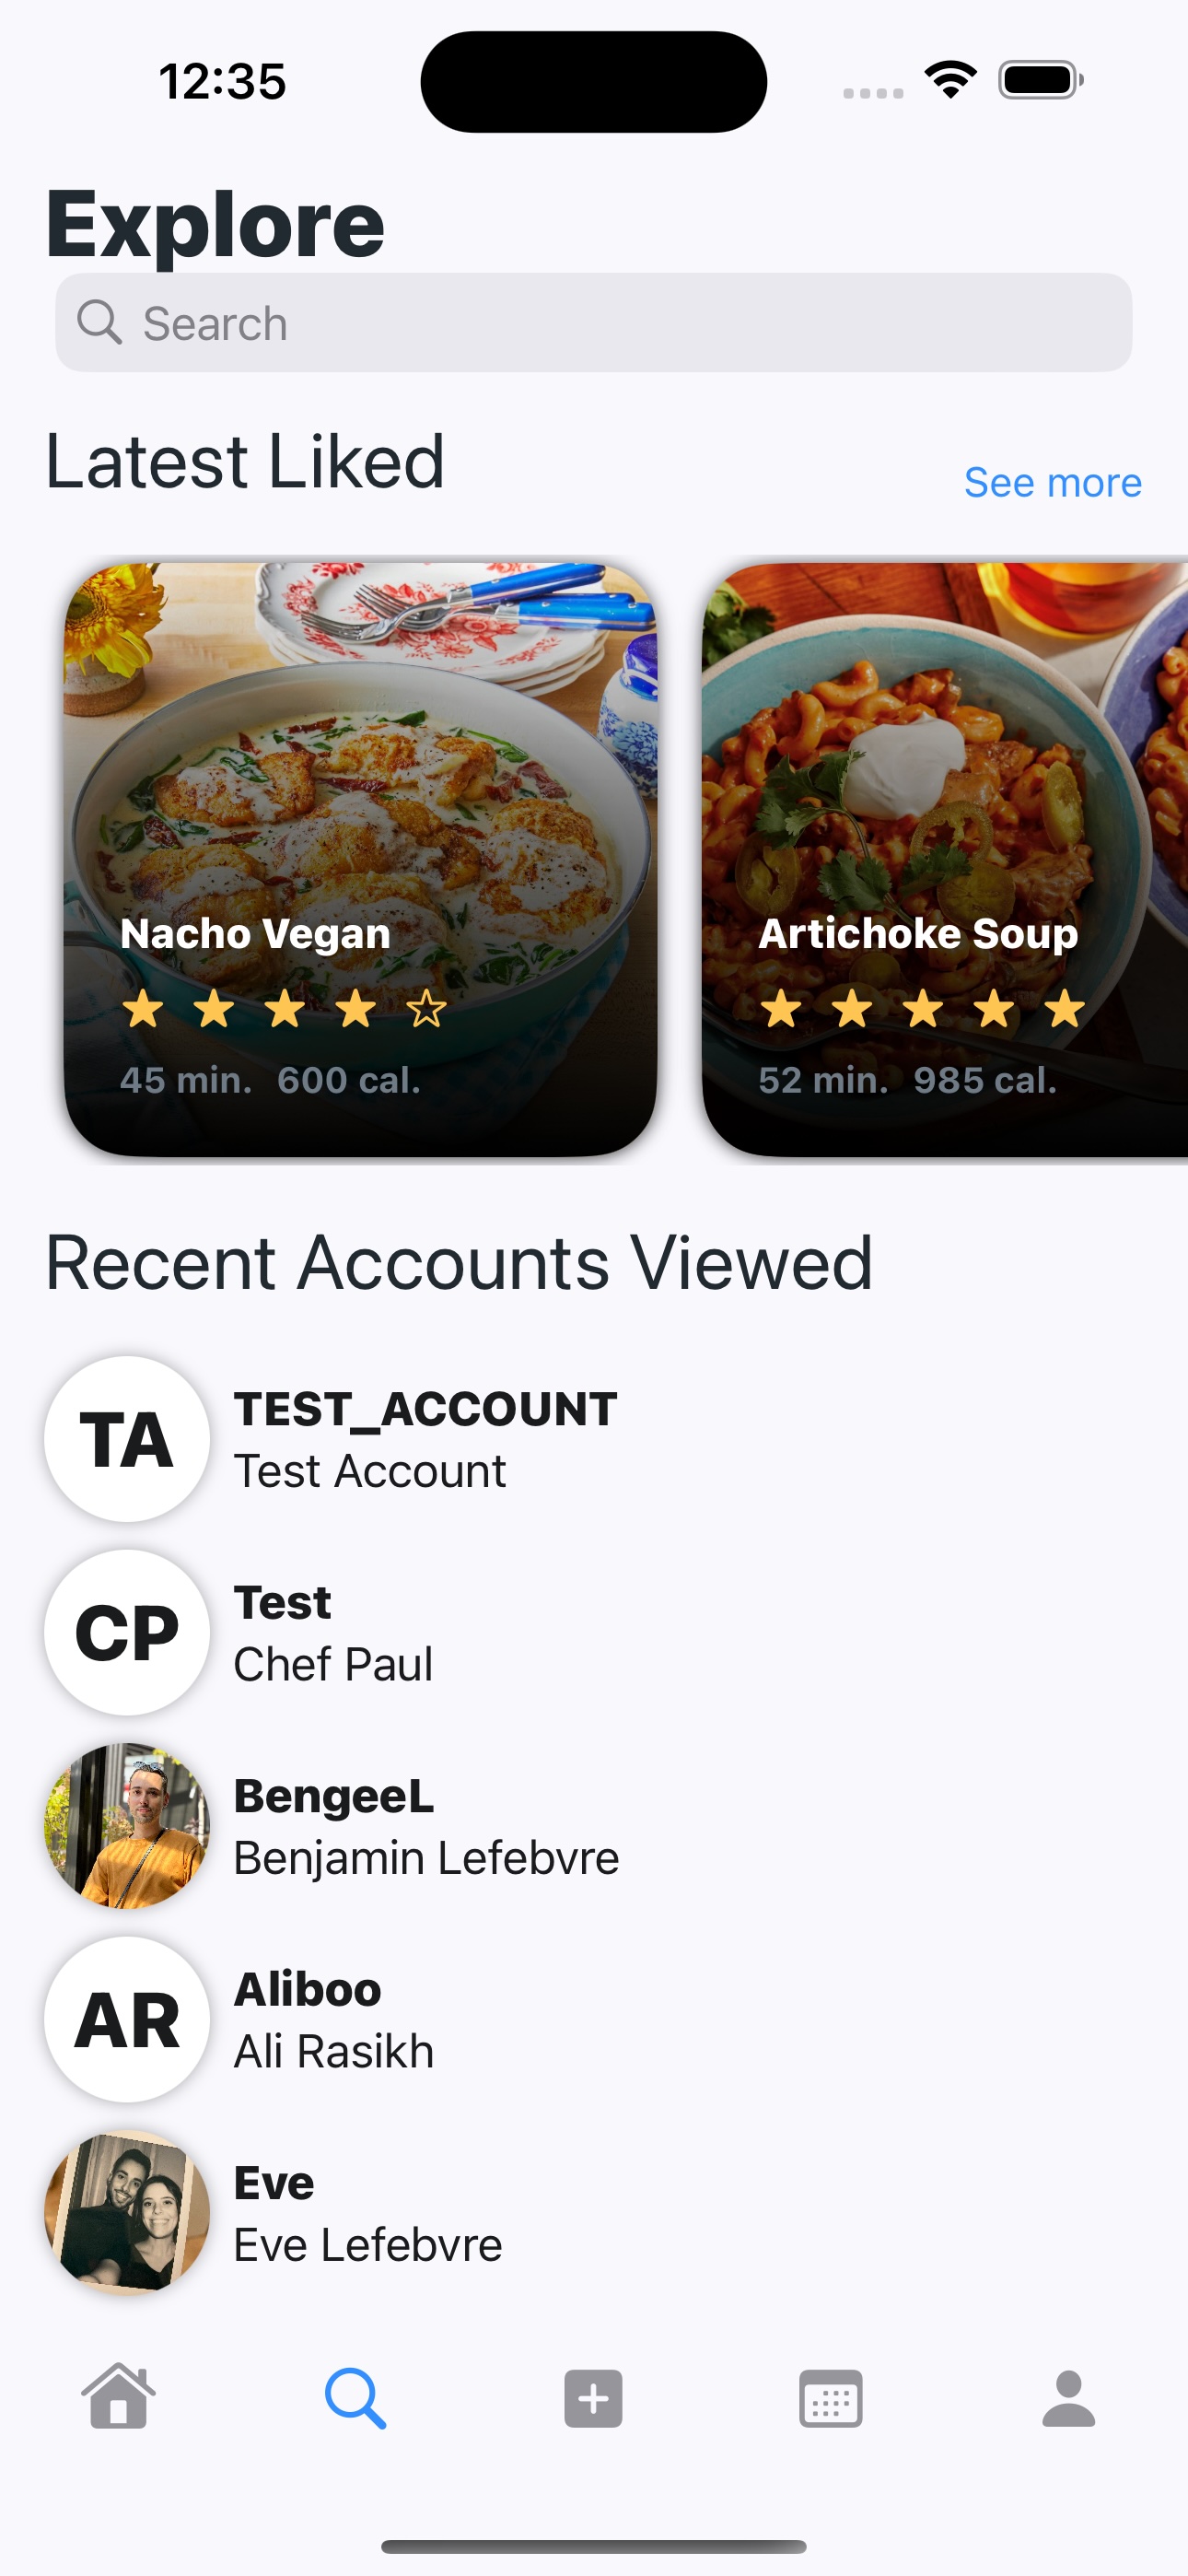 12:35
Explore
Search
Latest Liked
See more
Nacho Vegan
45 min. 600 cal.
Artichoke Soup
52 min. 985 cal.
Recent Accounts Viewed
TA
TEST_ACCOUNT
Test Account
CP
Test
Chef Paul
BengeeL
Benjamin Lefebvre
AR
Aliboo
Ali Rasikh
Eve
Eve Lefebvre